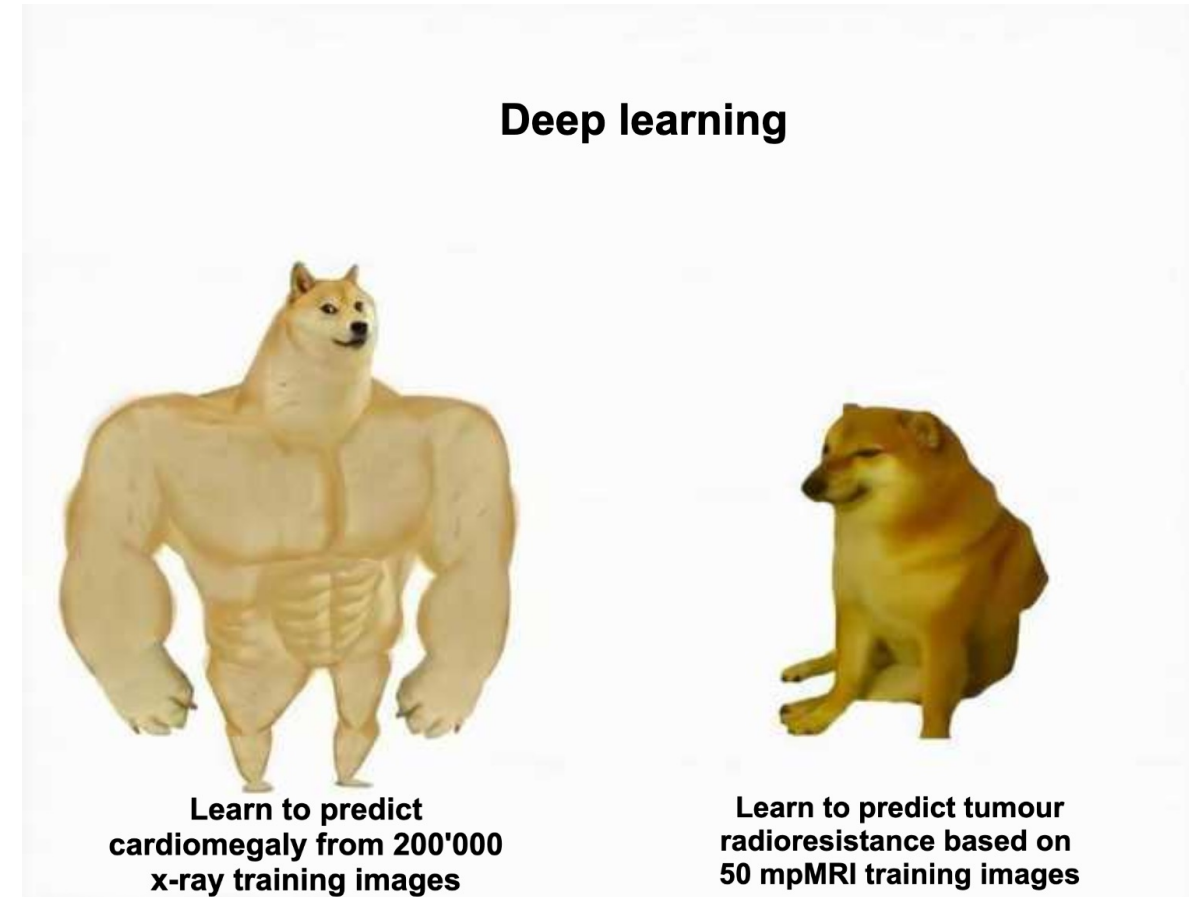 Deep learning
Learn to predict
cardiomegaly from 200'000
x-ray training images
Learn to predict tumour
radioresistance based on
50 mpMRI training images